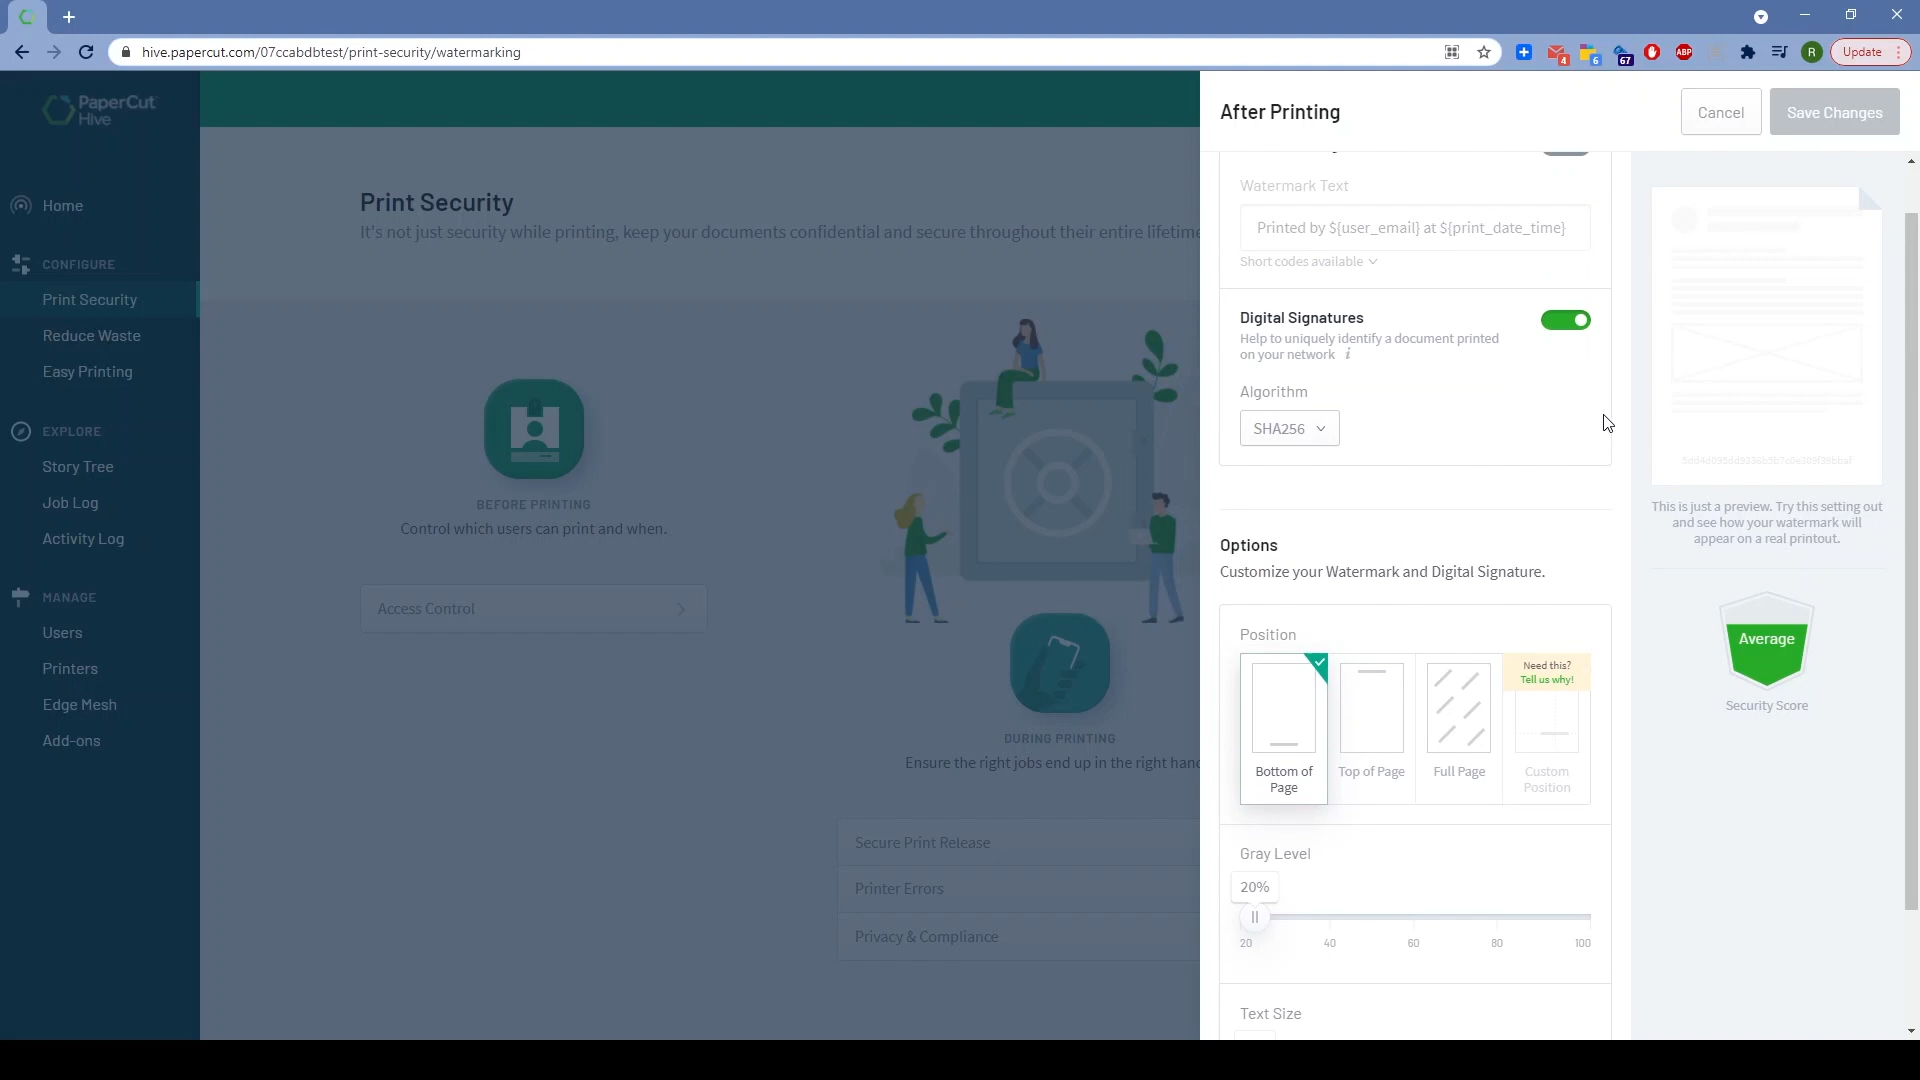 hive.papercut.com/07ccabdbtest/print-security/watermarking
4
6
67
ABP
R
Update
PaperCut
Hive
Home
CONFIGURE
Print Security
Reduce Waste
Easy Printing
EXPLORE
Story Tree
Job Log
Activity Log
MANAGE
Users
Printers
Edge Mesh
Add-ons
Print Security
It's not just security while printing, keep your documents confidential and secure throughout their entire lifetime
BEFORE PRINTING
Control which users can print and when.
Access Control
DURING PRINTING
Ensure the right jobs end up in the right hand
Secure Print Release
Printer Errors
Privacy & Compliance
After Printing
Cancel
Save Changes
Watermark Text
Printed by ${user_email} at ${print_date_time}
Short codes available
Digital Signatures
Help to uniquely identify a document printed
on your network i
Algorithm
SHA256
Options
Customize your Watermark and Digital Signature.
Position
Bottom of
Page
Top of Page
Full Page
Need this?
Tell us why!
Custom
Position
Gray Level
20%
20 40 60 80 100
Text Size
This is just a preview. Try this setting out
and see how your watermark will
appear on a real printout.
Average
Security Score